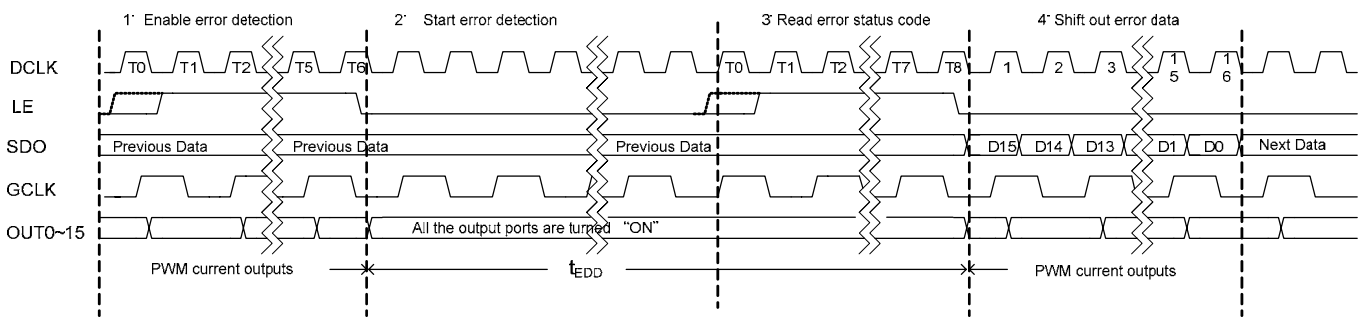 1· Enable error detection 2· Start error detection 3· Read error status code 4· Shift out error data
DCLK T0 T1 T2 T5 T6 T0 T1 T2 T7 T8 1 2 3 15 16
LE
SDO Previous Data Previous Data Previous Data D15 D14 D13 D1 D0 Next Data
GCLK
OUT0~15 All the output ports are turned “ON”
PWM current outputs tEDD PWM current outputs